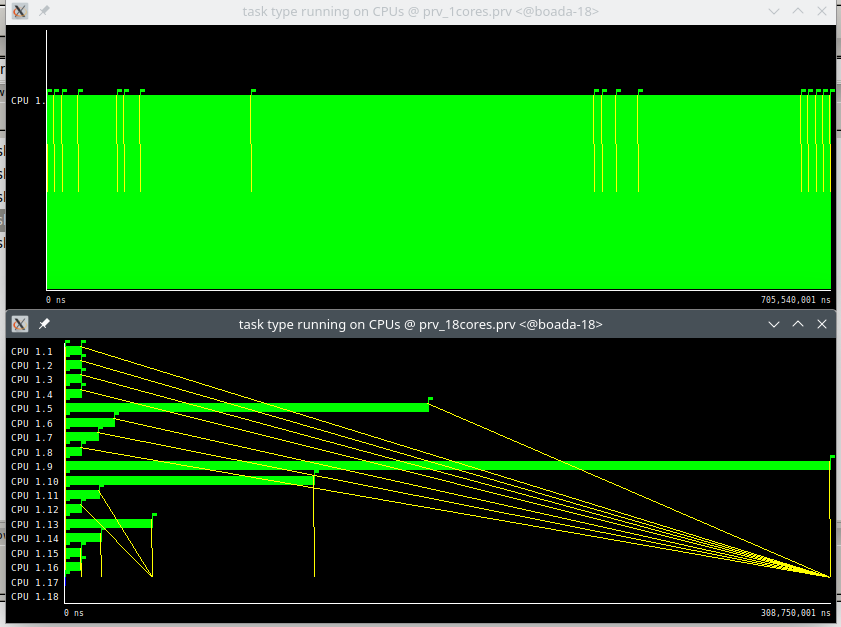 task type running on CPUs @ prv_1cores.prv <@boada-18>
CPU 1.
0 ns
705,540,001 ns
task type running on CPUs @ prv_18cores.prv <@boada-18>
CPU 1.1
CPU 1.2
CPU 1.3
CPU 1.4
CPU 1.5
CPU 1.6
CPU 1.7
CPU 1.8
CPU 1.9
CPU 1.10
CPU 1.11
CPU 1.12
CPU 1.13
CPU 1.14
CPU 1.15
CPU 1.16
CPU 1.17
CPU 1.18
0 ns
308,750,001 ns